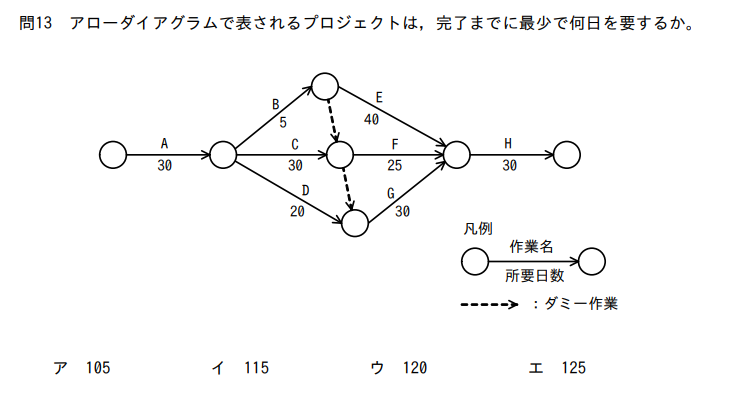 問13 アローダイアグラムで表されるプロジェクトは，完了までに最少で何日を要するか。
B
5
E
40
A
30
C
30
F
25
H
30
D
20
G
30
凡例
作業名
所要日数
：ダミー作業
ア 105 イ 115 ウ 120 エ 125